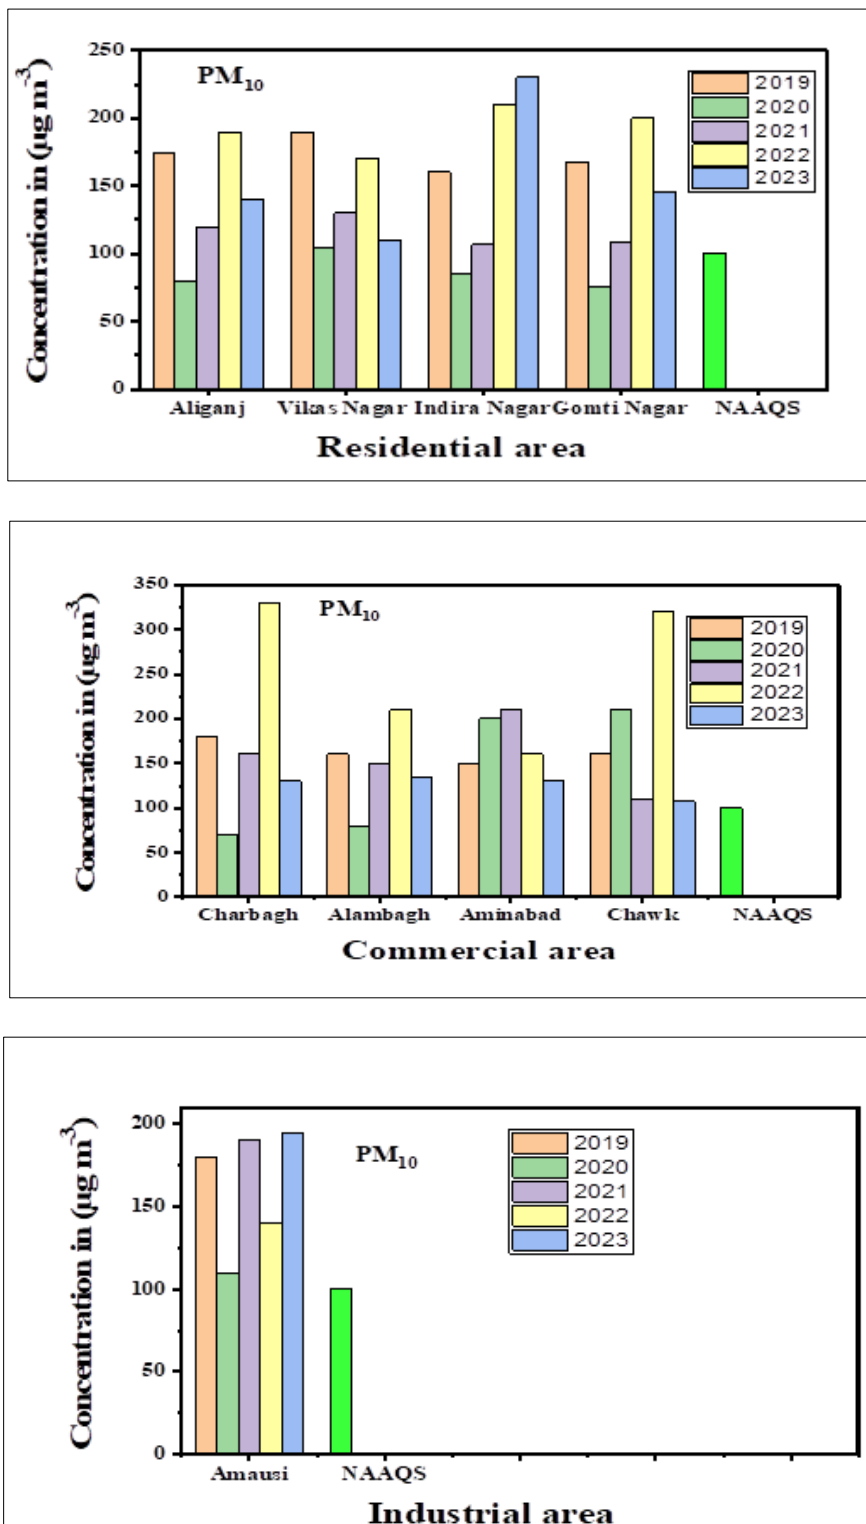 Concentration in (µg m⁻³)
250
200
150
100
50
0
PM₁₀
2019
2020
2021
2022
2023
Aliganj Vikas Nagar Indira Nagar Gomti Nagar NAAQS
Residential area
Concentration in (µg m⁻³)
350
300
250
200
150
100
50
0
PM₁₀
2019
2020
2021
2022
2023
Charbagh Alambagh Aminabad Chawk NAAQS
Commercial area
Concentration in (µg m⁻³)
200
150
100
50
0
PM₁₀
2019
2020
2021
2022
2023
Amausi NAAQS
Industrial area